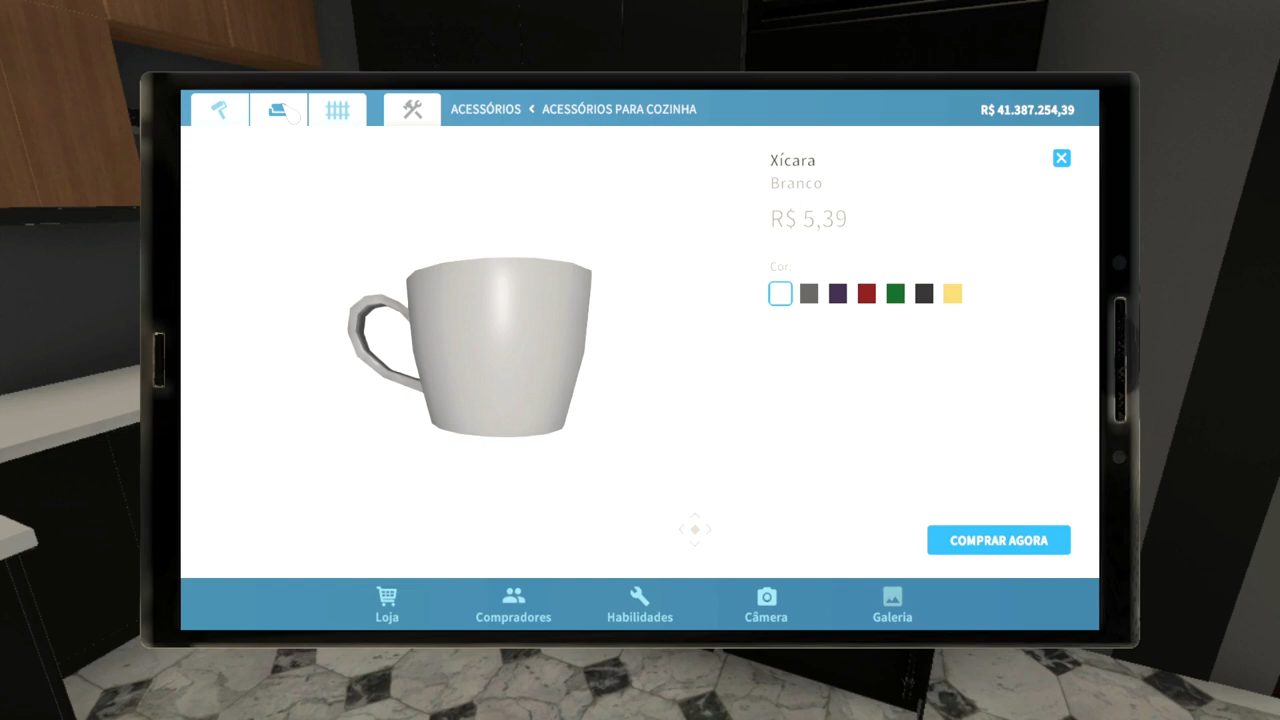 ACESSÓRIOS < ACESSÓRIOS PARA COZINHA
R$ 41.387.254,39
Xícara
Branco
R$ 5,39
Cor:
COMPRAR AGORA
Loja
Compradores
Habilidades
Câmera
Galeria